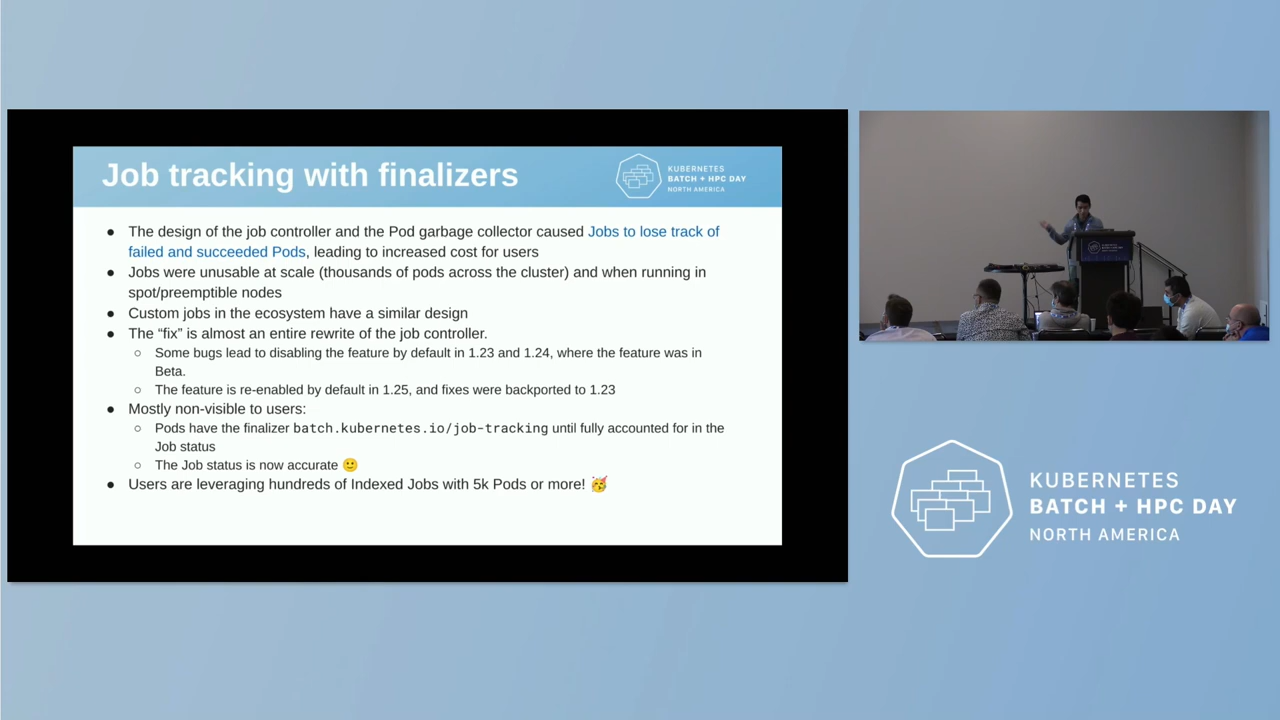 Job tracking with finalizers
KUBERNETES
BATCH + HPC DAY
NORTH AMERICA
● The design of the job controller and the Pod garbage collector caused Jobs to lose track of
failed and succeeded Pods, leading to increased cost for users
● Jobs were unusable at scale (thousands of pods across the cluster) and when running in
spot/preemptible nodes
● Custom jobs in the ecosystem have a similar design
● The “fix” is almost an entire rewrite of the job controller.
○ Some bugs lead to disabling the feature by default in 1.23 and 1.24, where the feature was in
Beta.
○ The feature is re-enabled by default in 1.25, and fixes were backported to 1.23
● Mostly non-visible to users:
○ Pods have the finalizer batch.kubernetes.io/job-tracking until fully accounted for in the
Job status
○ The Job status is now accurate 🙂
● Users are leveraging hundreds of Indexed Jobs with 5k Pods or more! 🥳
KUBERNETES
BATCH + HPC DAY
NORTH AMERICA